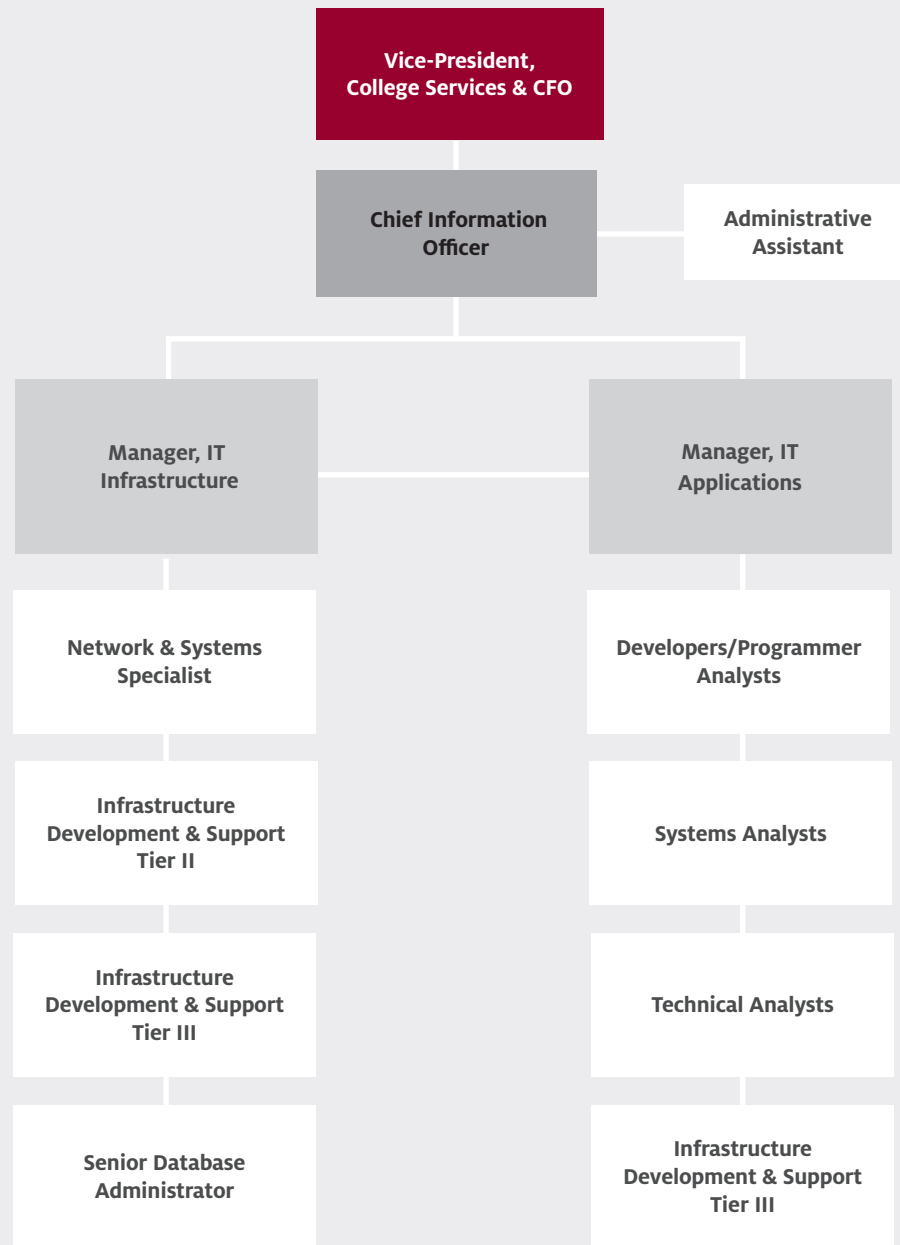 Vice-President,
College Services & CFO
Chief Information
Officer
Administrative
Assistant
Manager, IT
Infrastructure
Manager, IT
Applications
Network & Systems
Specialist
Developers/Programmer
Analysts
Infrastructure
Development & Support
Tier II
Systems Analysts
Infrastructure
Development & Support
Tier III
Technical Analysts
Senior Database
Administrator
Infrastructure
Development & Support
Tier III